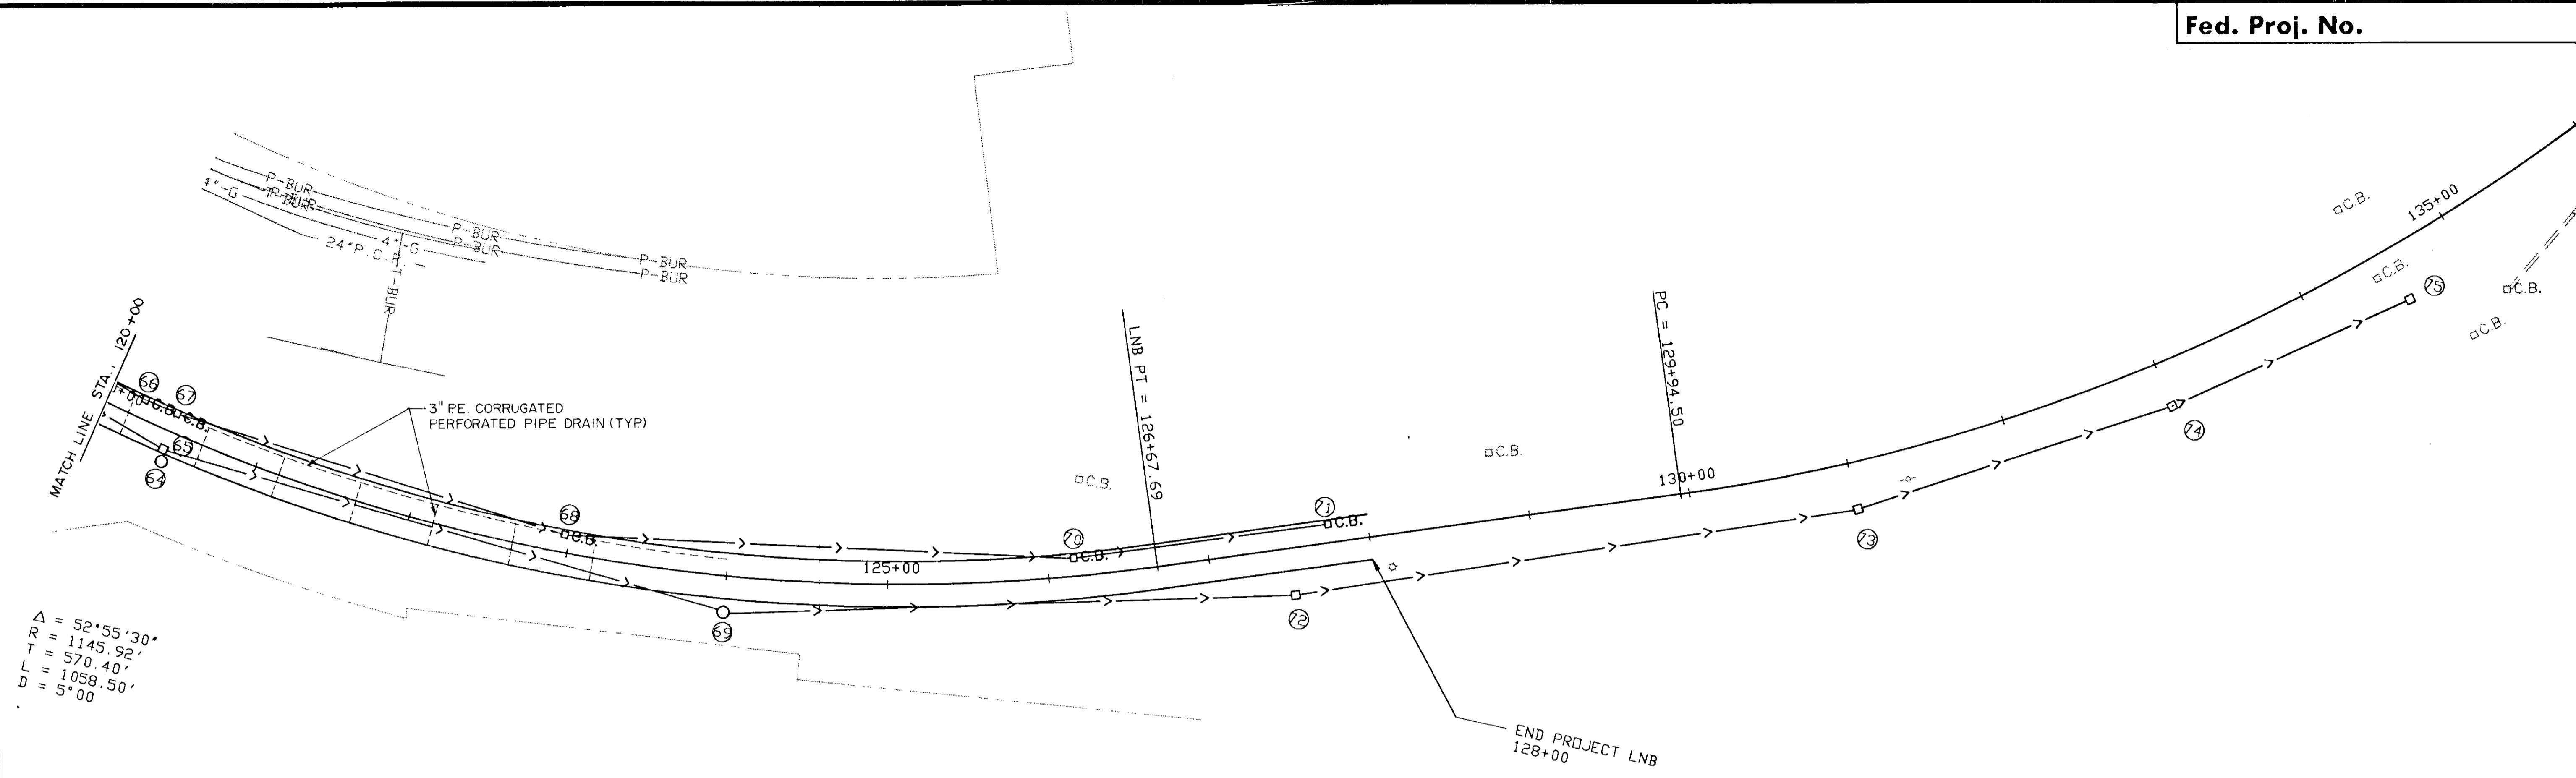 Fed. Proj. No.
P-BUR
4"-G
P-BUR
P-BUR
4"-G
P-BUR
24"P.C.P.
T-BUR
P-BUR
P-BUR
MATCH LINE STA. 120+00
66
C.B.
67
C.B.
65
64
3" PE. CORRUGATED
PERFORATED PIPE DRAIN (TYP)
68
C.B.
69
125+00
C.B.
70
C.B.
LNB PT = 126+67.69
71
C.B.
72
C.B.
PC = 129+94.50
130+00
73
74
75
C.B.
135+00
C.B.
C.B.
C.B.
END PROJECT LNB
128+00
Δ = 52°55'30"
R = 1145.92'
T = 570.40'
L = 1058.50'
D = 5°00